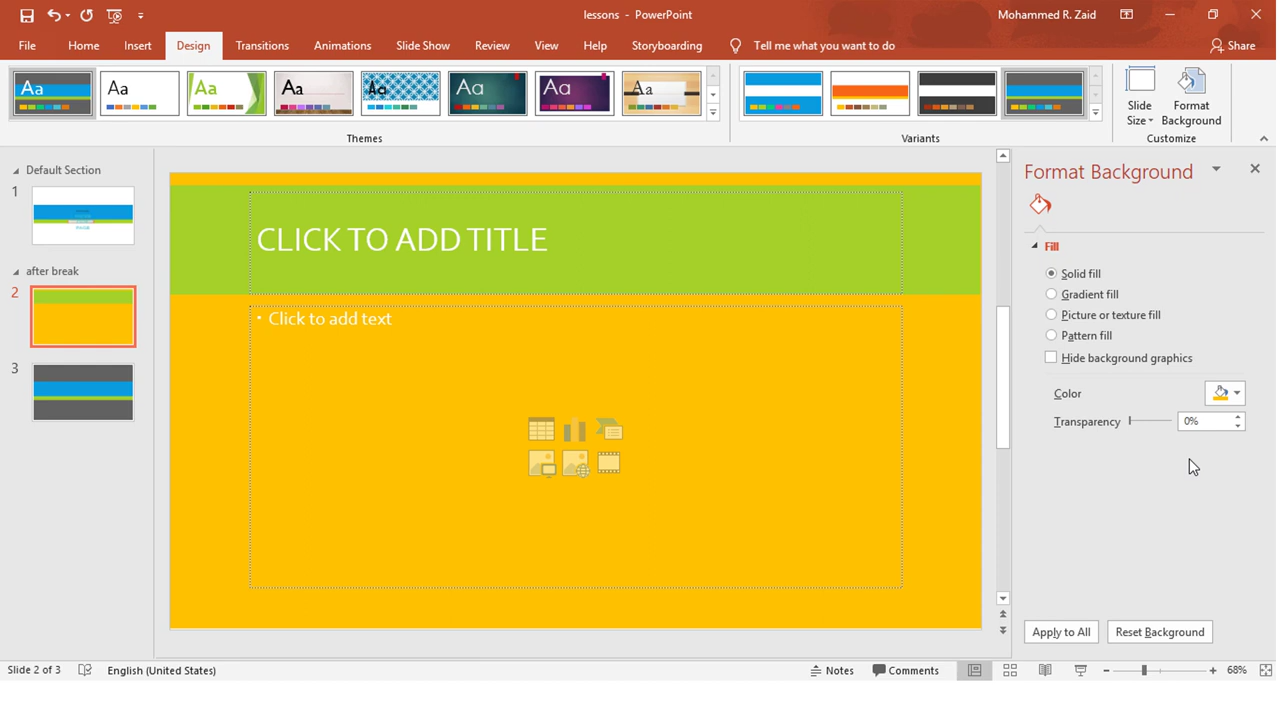 lessons - PowerPoint
Mohammed R. Zaid
File Home Insert Design Transitions Animations Slide Show Review View Help Storyboarding Tell me what you want to do Share
Aa Aa Aa Aa Aa Aa Aa Aa
Slide Size
Format Background
Themes
Variants
Customize
Default Section
1
after break
2
3
CLICK TO ADD TITLE
• Click to add text
Format Background
Fill
Solid fill
Gradient fill
Picture or texture fill
Pattern fill
Hide background graphics
Color
Transparency 0%
Apply to All Reset Background
Slide 2 of 3 English (United States) Notes Comments 68%